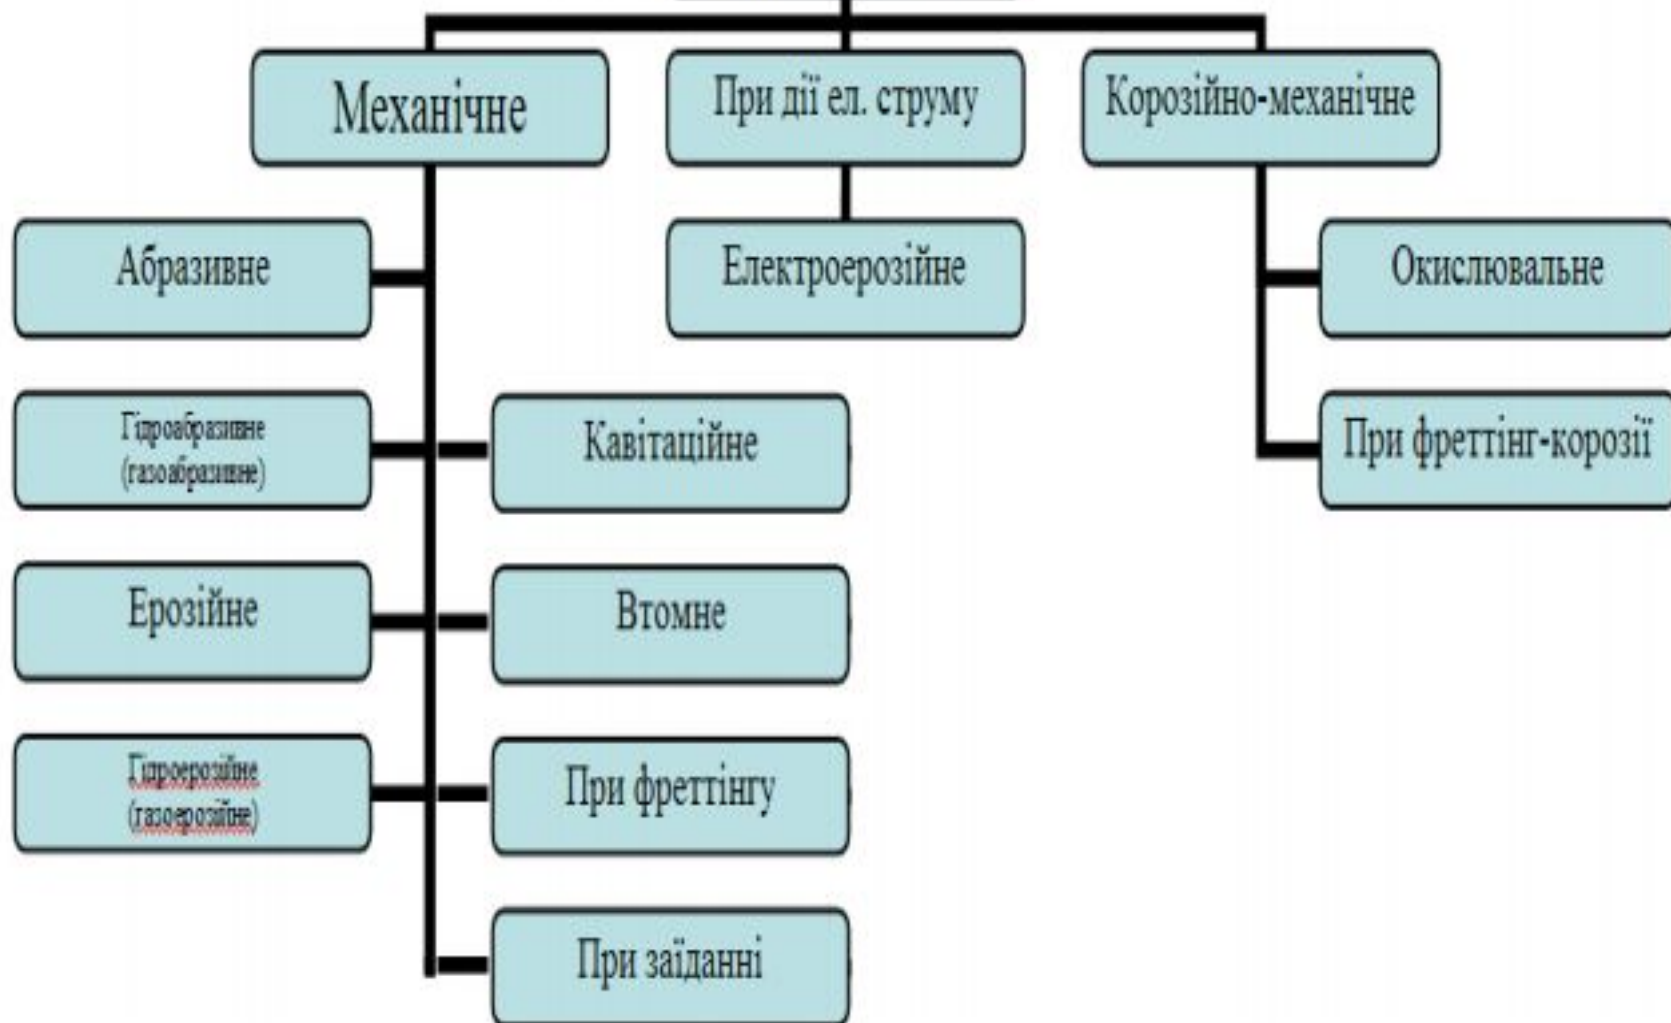 Механічне
При дії ел. струму
Корозійно-механічне
Абразивне
Електроерозійне
Окислювальне
Гідроабразивне
(газоабразивне)
Кавітаційне
При фреттінг-корозії
Ерозійне
Втомне
Гідроерозійне
(газоерозійне)
При фреттінгу
При заїданні